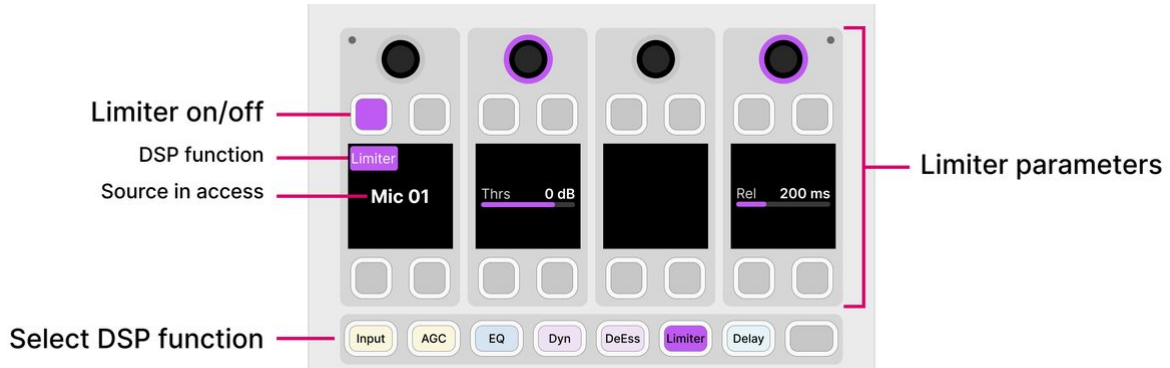 Limiter on/off
DSP function
Source in access
Limiter
Mic 01
Thrs 0 dB
Rel 200 ms
Limiter parameters
Select DSP function
Input AGC EQ Dyn DeEss Limiter Delay